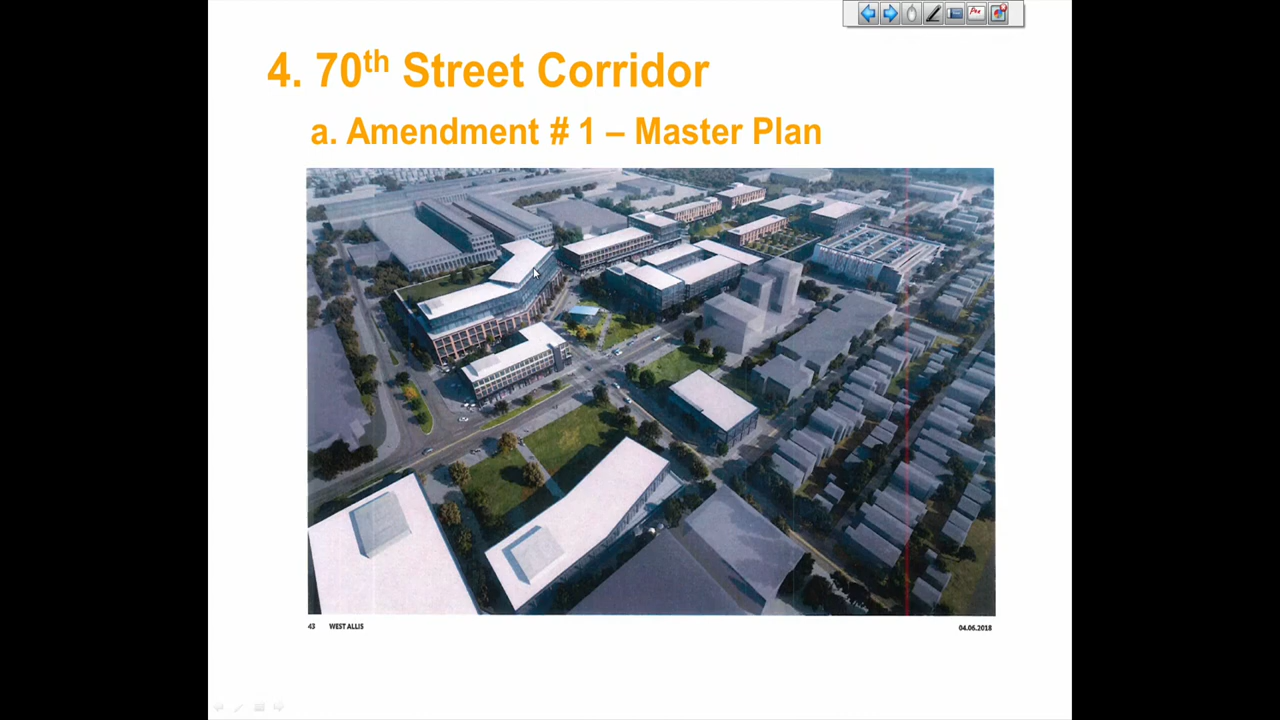 4. 70th Street Corridor
a. Amendment # 1 – Master Plan
43 WEST ALLIS
04.06.2018